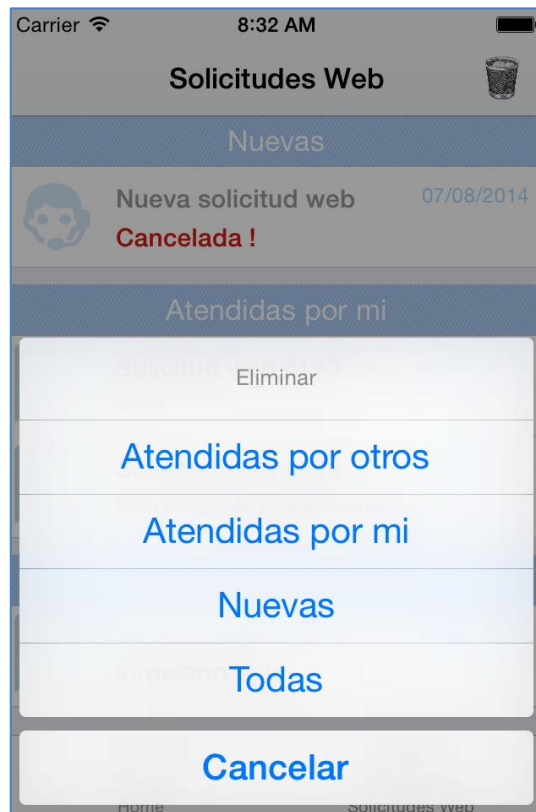 Carrier 8:32 AM
Solicitudes Web
Nuevas
Nueva solicitud web 07/08/2014
Cancelada !
Atendidas por mi
Eliminar
Atendidas por otros
Atendidas por mi
Nuevas
Todas
Cancelar
Home Solicitudes Web